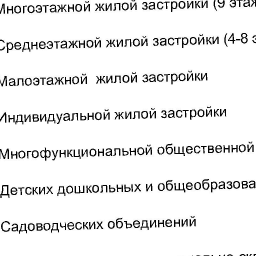 Многоэтажной жилой застройки (9 этаж
Среднеэтажной жилой застройки (4-8 э
Малоэтажной жилой застройки
Индивидуальной жилой застройки
Многофункциональной общественной
Детских дошкольных и общеобразова
Садоводческих объединений